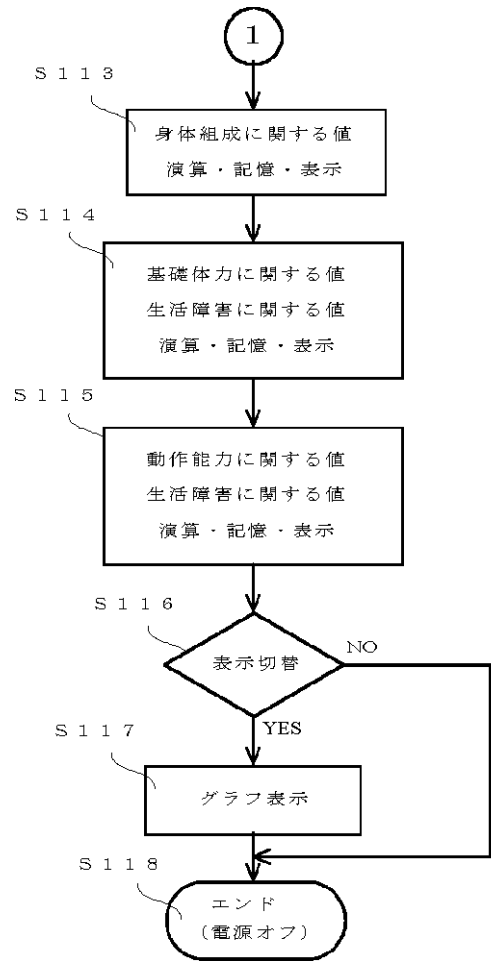 1
S113
身体組成に関する値
演算・記憶・表示
S114
基礎体力に関する値
生活障害に関する値
演算・記憶・表示
S115
動作能力に関する値
生活障害に関する値
演算・記憶・表示
S116
表示切替
NO
YES
S117
グラフ表示
S118
エンド
(電源オフ)